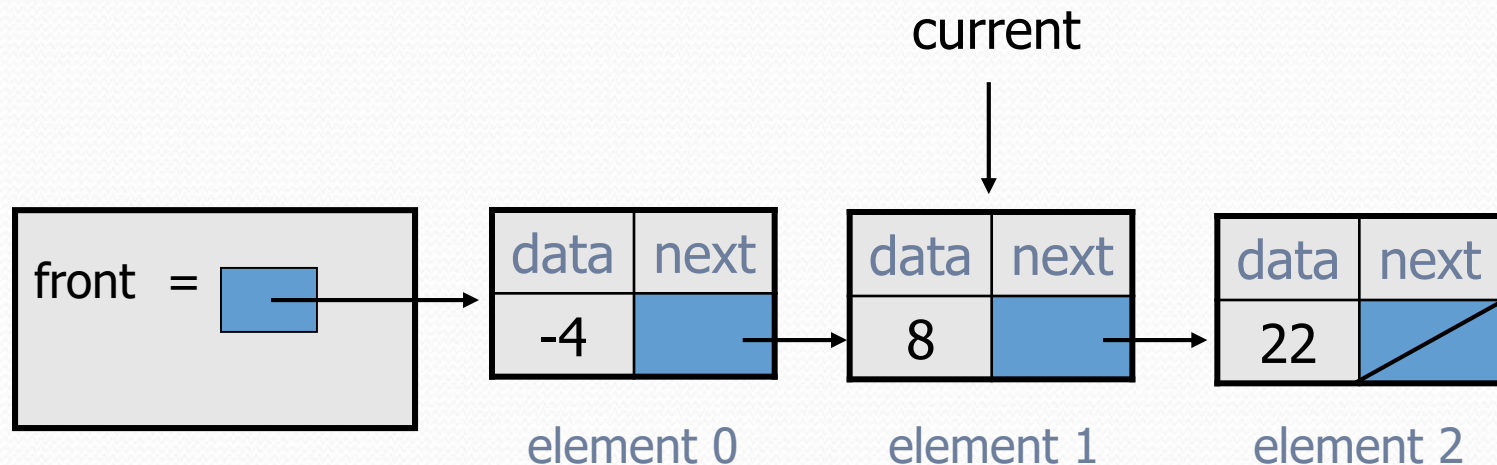 current
front =
data next
-4
element 0
data next
8
element 1
data next
22
element 2